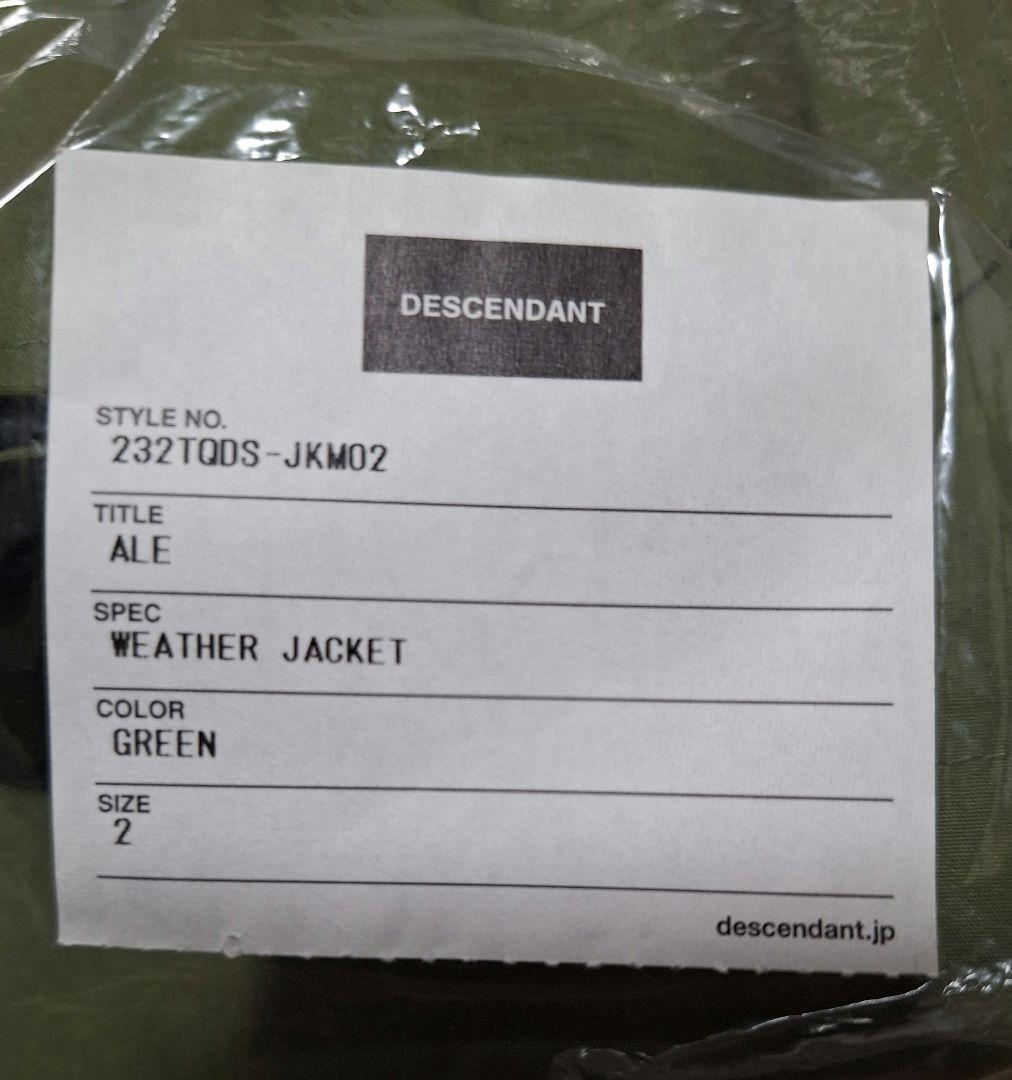 DESCENDANT
STYLE NO.
232TQDS-JKM02
TITLE
ALE
SPEC
WEATHER JACKET
COLOR
GREEN
SIZE
2
descendant.jp